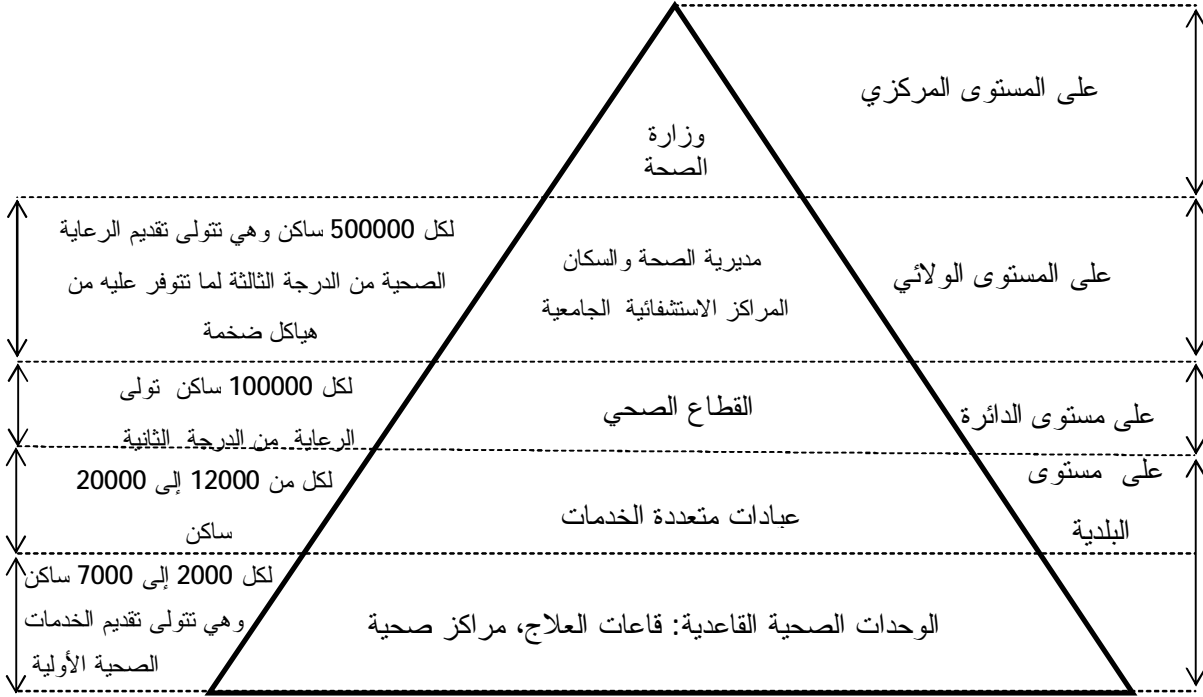 على المستوى المركزي
وزارة
الصحة
على المستوى الولائي
مديرية الصحة والسكان
المراكز الاستشفائية الجامعية
لكل 500000 ساكن وهي تتولى تقديم الرعاية
الصحية من الدرجة الثالثة لما تتوفر عليه من
هياكل ضخمة
على مستوى الدائرة
القطاع الصحي
لكل 100000 ساكن تولى
الرعاية من الدرجة الثانية
على مستوى
البلدية
عبادات متعددة الخدمات
لكل من 12000 إلى 20000
ساكن
الوحدات الصحية القاعدية: قاعات العلاج، مراكز صحية
لكل 2000 إلى 7000 ساكن
وهي تتولى تقديم الخدمات
الصحية الأولية